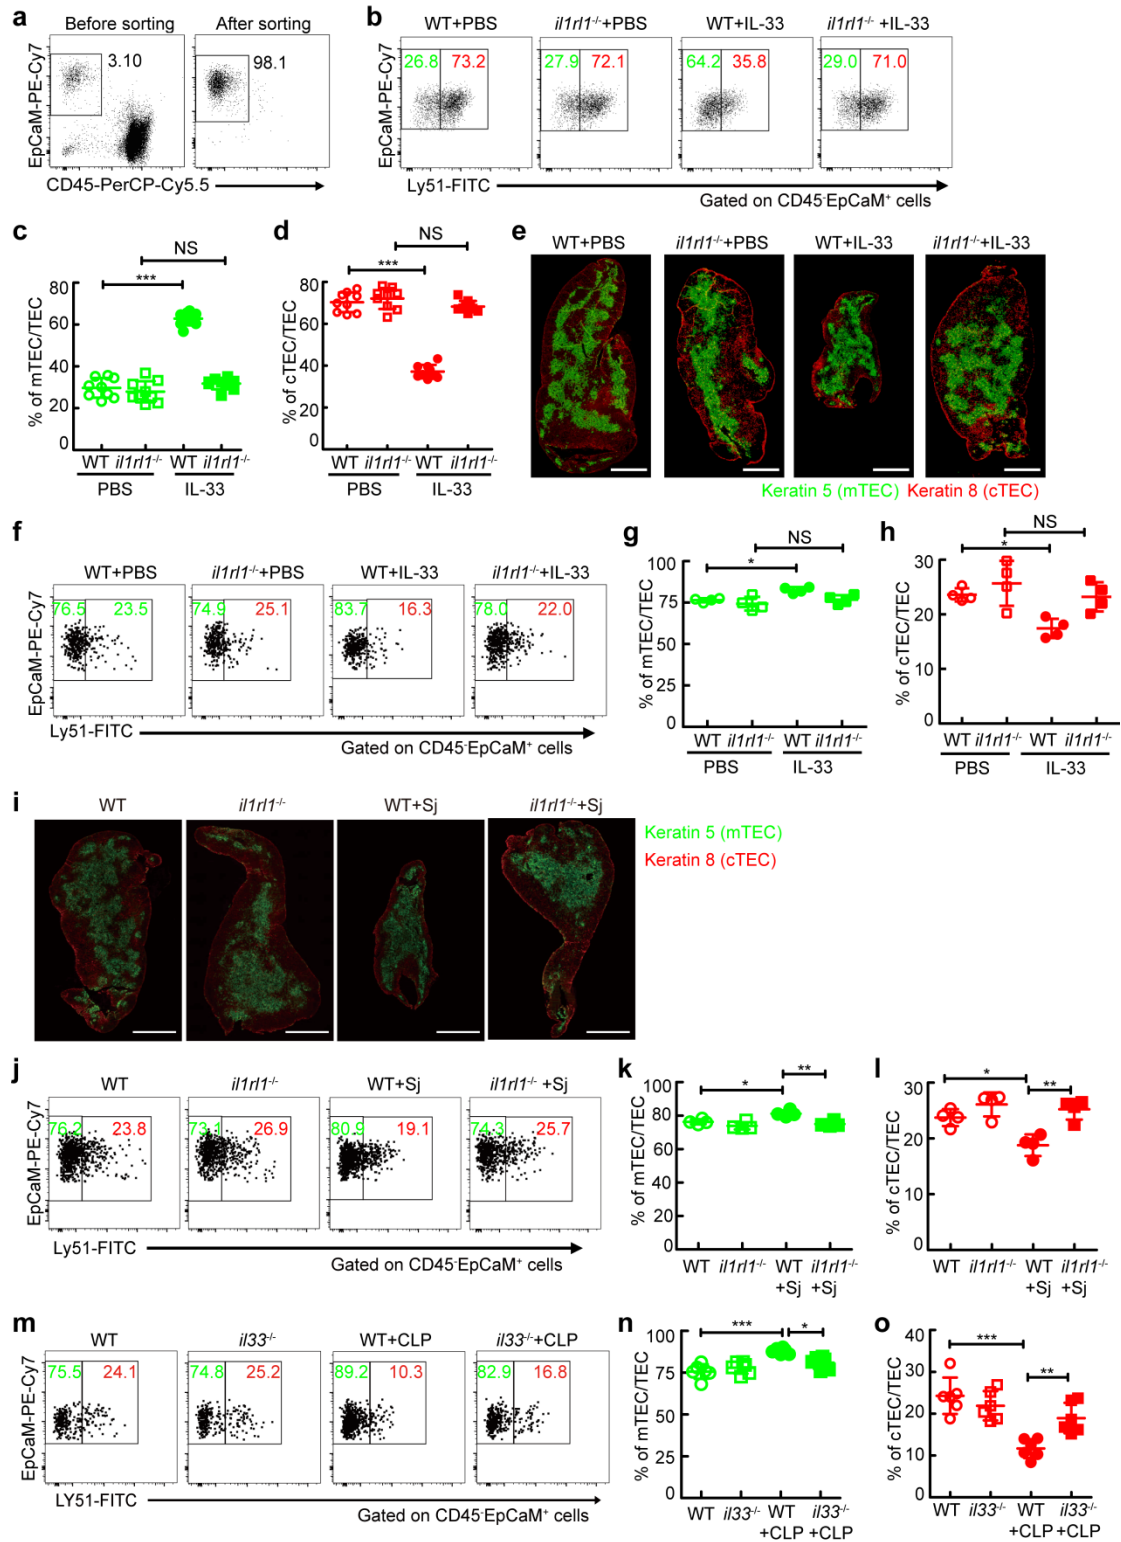 a
Before sorting
After sorting
EpCaM-PE-Cy7
3.10
98.1
CD45-PerCP-Cy5.5
b
WT+PBS
il1rl1-/-+PBS
WT+IL-33
il1rl1-/- +IL-33
EpCaM-PE-Cy7
26.8 73.2
27.9 72.1
64.2 35.8
29.0 71.0
Ly51-FITC
Gated on CD45-EpCaM+ cells
c
NS
***
% of mTEC/TEC
80
60
40
20
0
WT il1rl1-/- WT il1rl1-/-
PBS IL-33
d
NS
***
% of cTEC/TEC
80
60
40
20
0
WT il1rl1-/- WT il1rl1-/-
PBS IL-33
e
WT+PBS
il1rl1-/-+PBS
WT+IL-33
il1rl1-/-+IL-33
Keratin 5 (mTEC) Keratin 8 (cTEC)
f
WT+PBS
il1rl1-/-+PBS
WT+IL-33
il1rl1-/-+IL-33
EpCaM-PE-Cy7
76.5 23.5
74.9 25.1
83.7 16.3
78.0 22.0
Ly51-FITC
Gated on CD45-EpCaM+ cells
g
NS
*
% of mTEC/TEC
100
75
50
25
0
WT il1rl1-/- WT il1rl1-/-
PBS IL-33
h
NS
*
% of cTEC/TEC
30
20
10
0
WT il1rl1-/- WT il1rl1-/-
PBS IL-33
i
WT
il1rl1-/-
WT+Sj
il1rl1-/-+Sj
Keratin 5 (mTEC)
Keratin 8 (cTEC)
j
WT
il1rl1-/-
WT+Sj
il1rl1-/- +Sj
EpCaM-PE-Cy7
76.2 23.8
73.1 26.9
80.9 19.1
74.3 25.7
Ly51-FITC
Gated on CD45-EpCaM+ cells
k
* **
% of mTEC/TEC
100
80
60
40
20
0
WT il1rl1-/- WT il1rl1-/-
+Sj +Sj
l
* **
% of cTEC/TEC
30
20
10
0
WT il1rl1-/- WT il1rl1-/-
+Sj +Sj
m
WT
il33-/-
WT+CLP
il33-/-+CLP
EpCaM-PE-Cy7
75.5 24.1
74.8 25.2
89.2 10.3
82.9 16.8
LY51-FITC
Gated on CD45-EpCaM+ cells
n
*** *
% of mTEC/TEC
100
75
50
25
0
WT il33-/- WT il33-/-
+CLP +CLP
o
*** **
% of cTEC/TEC
40
30
20
10
0
WT il33-/- WT il33-/-
+CLP +CLP